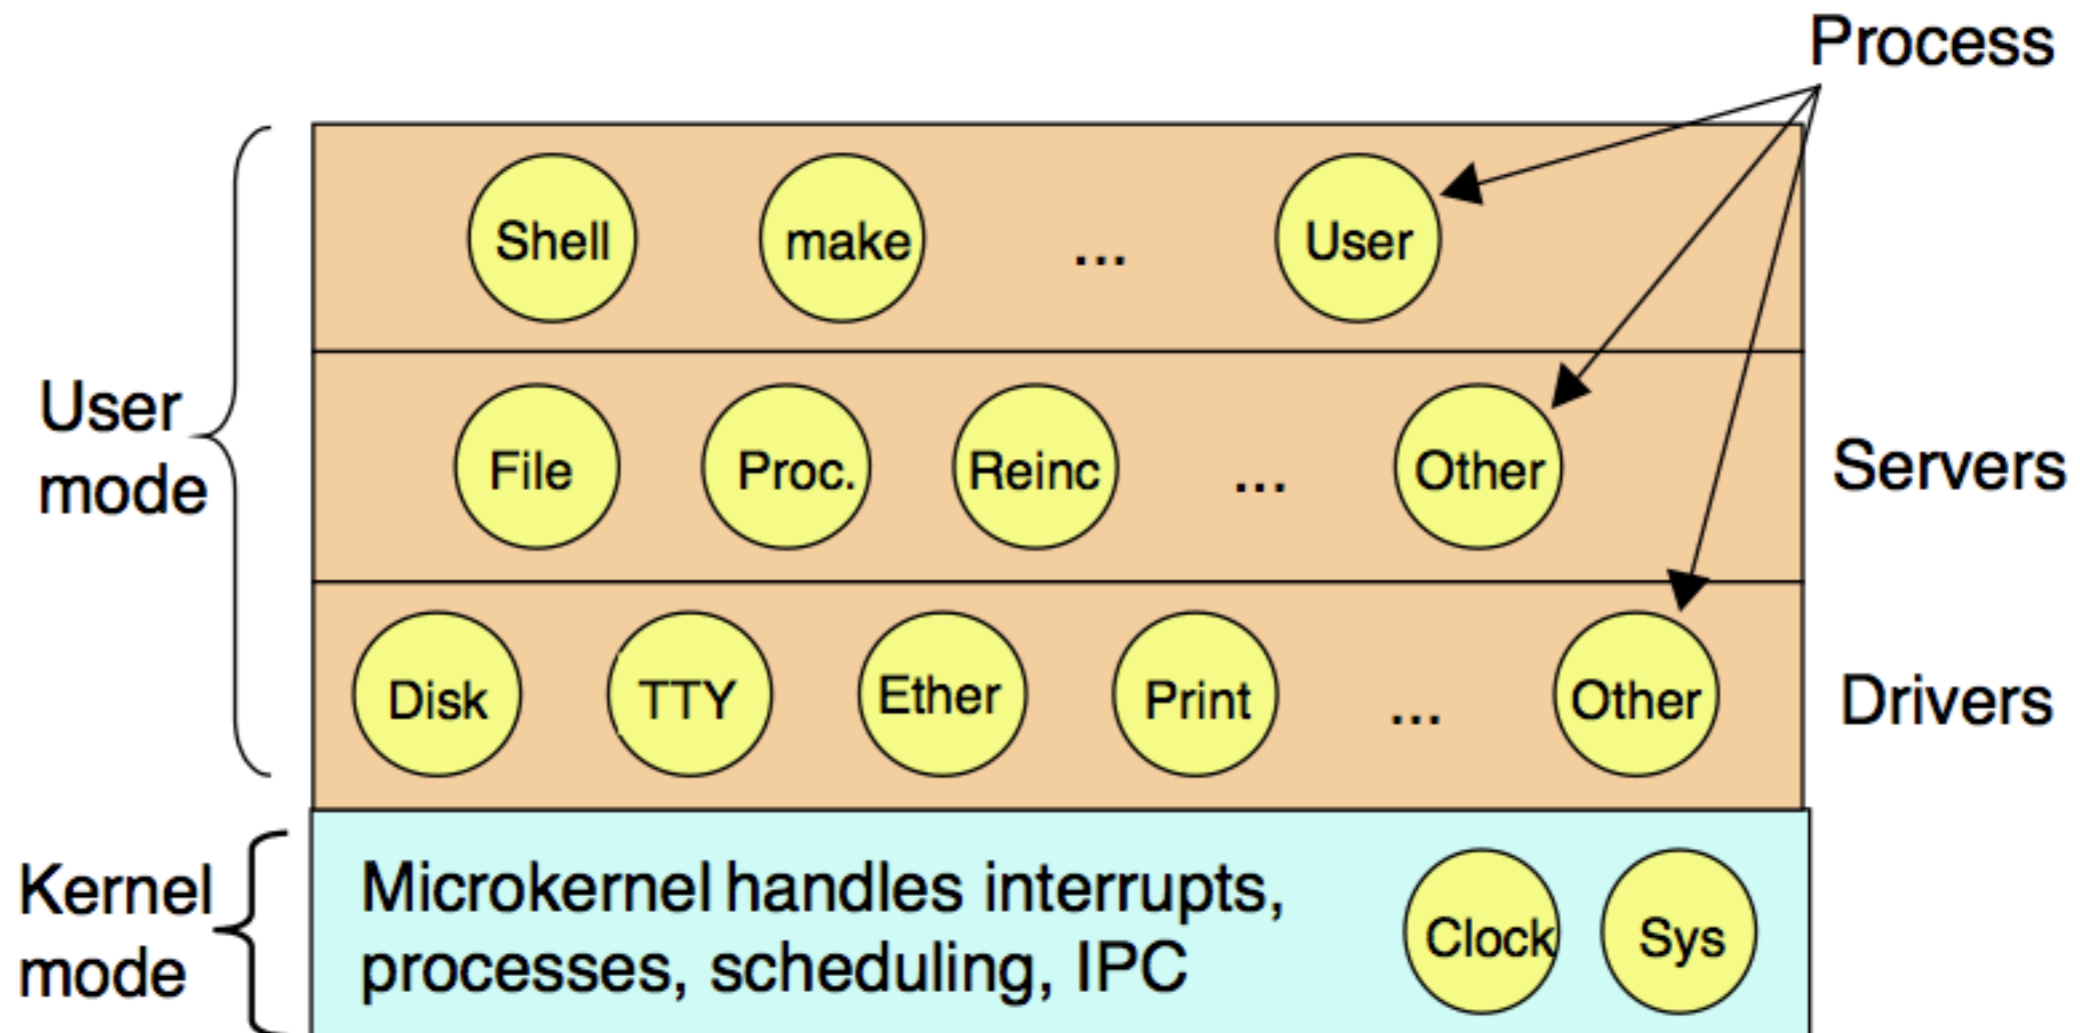 Process
Shell make ... User
User
mode
File Proc. Reinc ... Other
Servers
Disk TTY Ether Print ... Other
Drivers
Kernel
mode
Microkernel handles interrupts,
processes, scheduling, IPC
Clock Sys